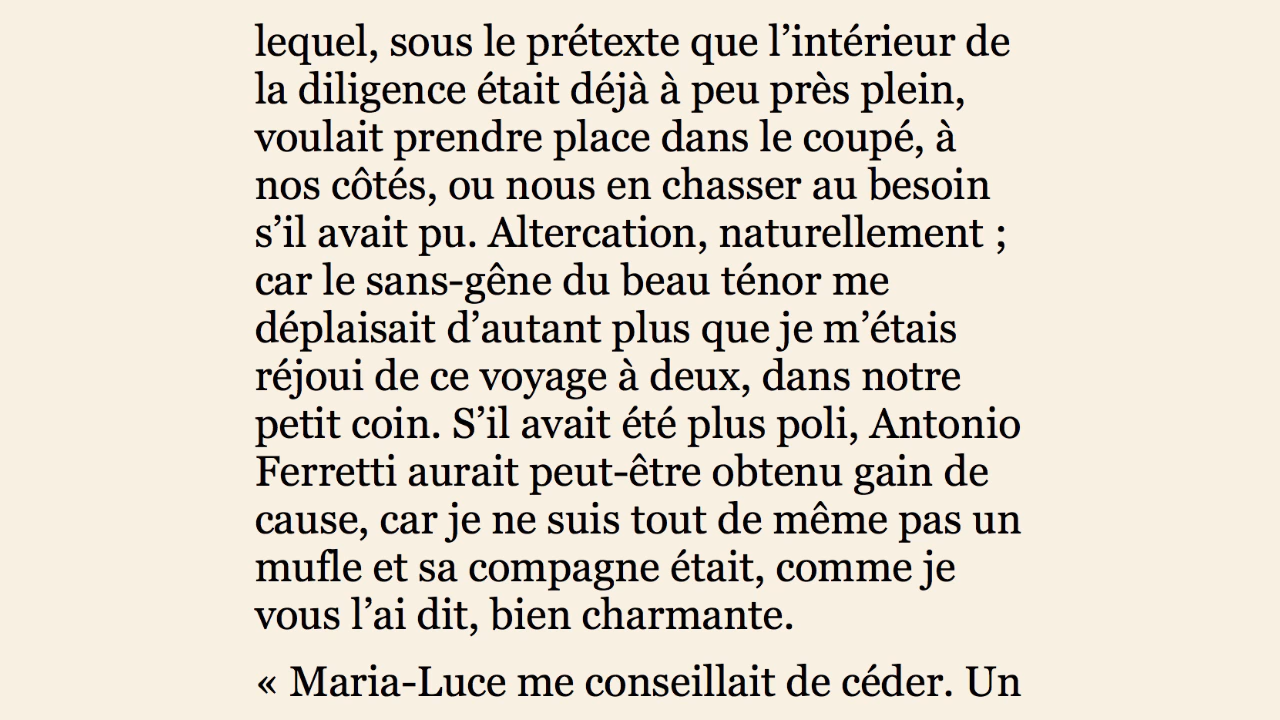 lequel, sous le prétexte que l’intérieur de
la diligence était déjà à peu près plein,
voulait prendre place dans le coupé, à
nos côtés, ou nous en chasser au besoin
s’il avait pu. Altercation, naturellement ;
car le sans-gêne du beau ténor me
déplaisait d’autant plus que je m’étais
réjoui de ce voyage à deux, dans notre
petit coin. S’il avait été plus poli, Antonio
Ferretti aurait peut-être obtenu gain de
cause, car je ne suis tout de même pas un
mufle et sa compagne était, comme je
vous l’ai dit, bien charmante.
« Maria-Luce me conseillait de céder. Un